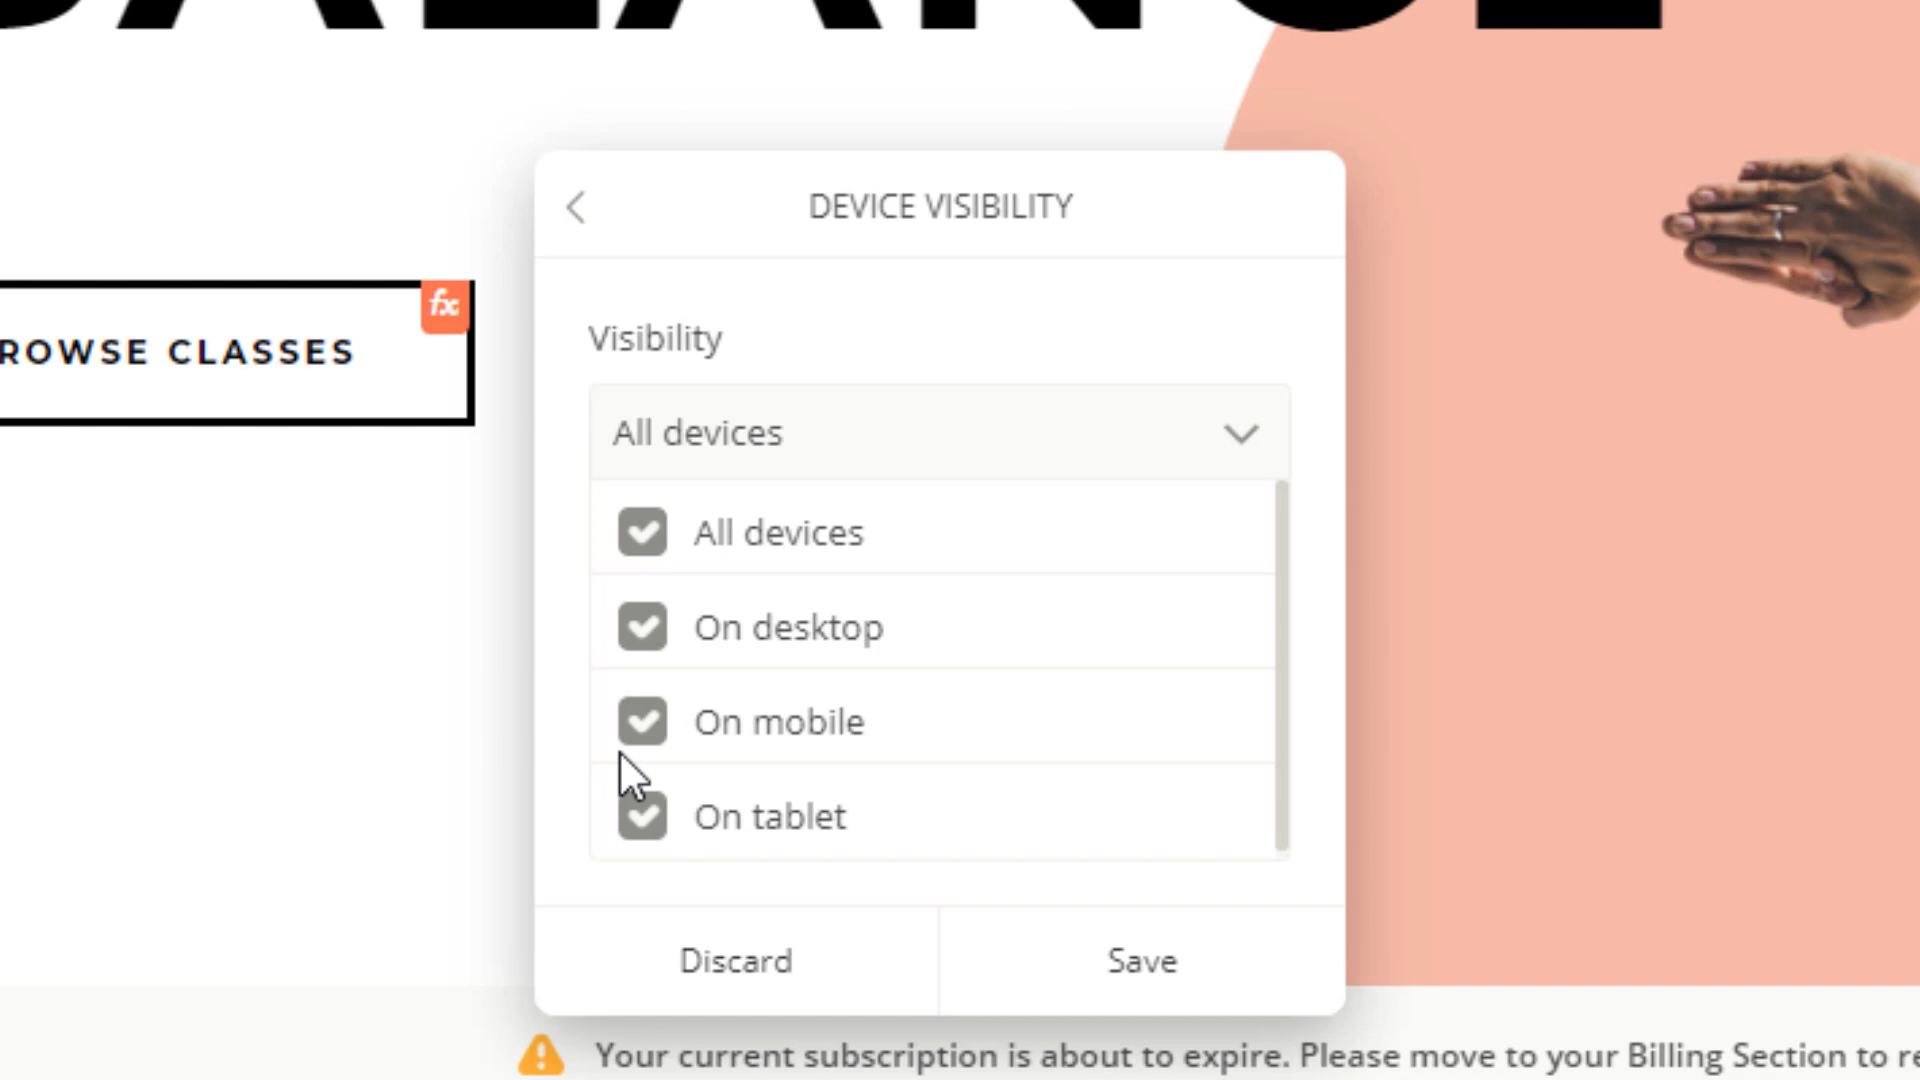 BALANCE
DEVICE VISIBILITY
fx
ROWSE CLASSES
Visibility
All devices
All devices
On desktop
On mobile
On tablet
Discard
Save
Your current subscription is about to expire. Please move to your Billing Section to re